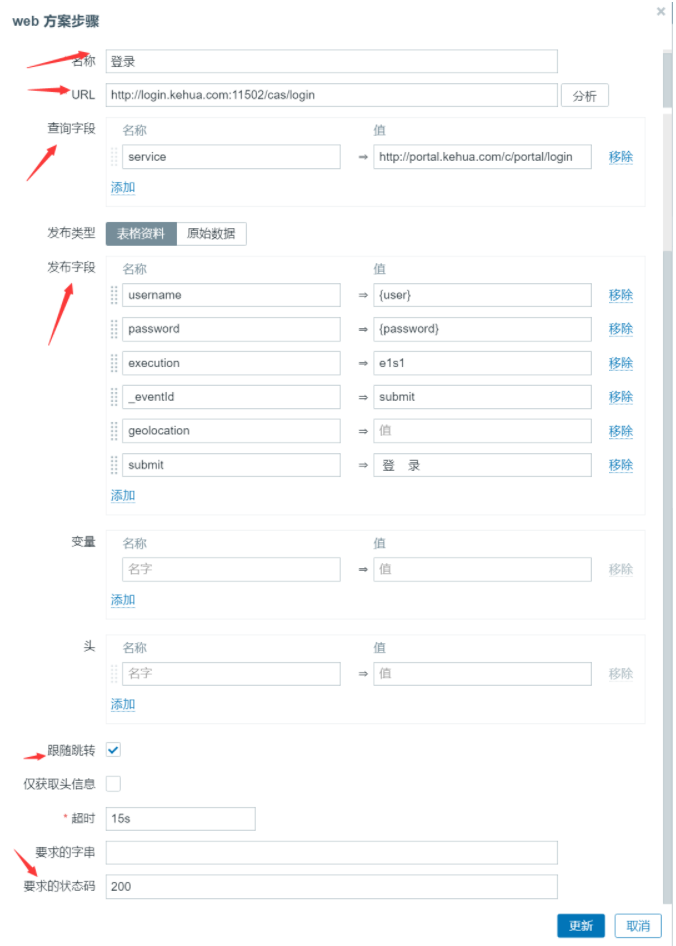 web 方案步骤
名称 登录
URL http://login.kehua.com:11502/cas/login 分析
查询字段 名称 值
service ⇒ http://portal.kehua.com/c/portal/login 移除
添加
发布类型 表格资料 原始数据
发布字段 名称 值
username ⇒ {user} 移除
password ⇒ {password} 移除
execution ⇒ e1s1 移除
_eventId ⇒ submit 移除
geolocation ⇒ 值 移除
submit ⇒ 登 录 移除
添加
变量 名称 值
名字 ⇒ 值 移除
添加
头 名称 值
名字 ⇒ 值 移除
添加
跟随跳转
仅获取头信息
* 超时 15s
要求的字串
要求的状态码 200
更新 取消